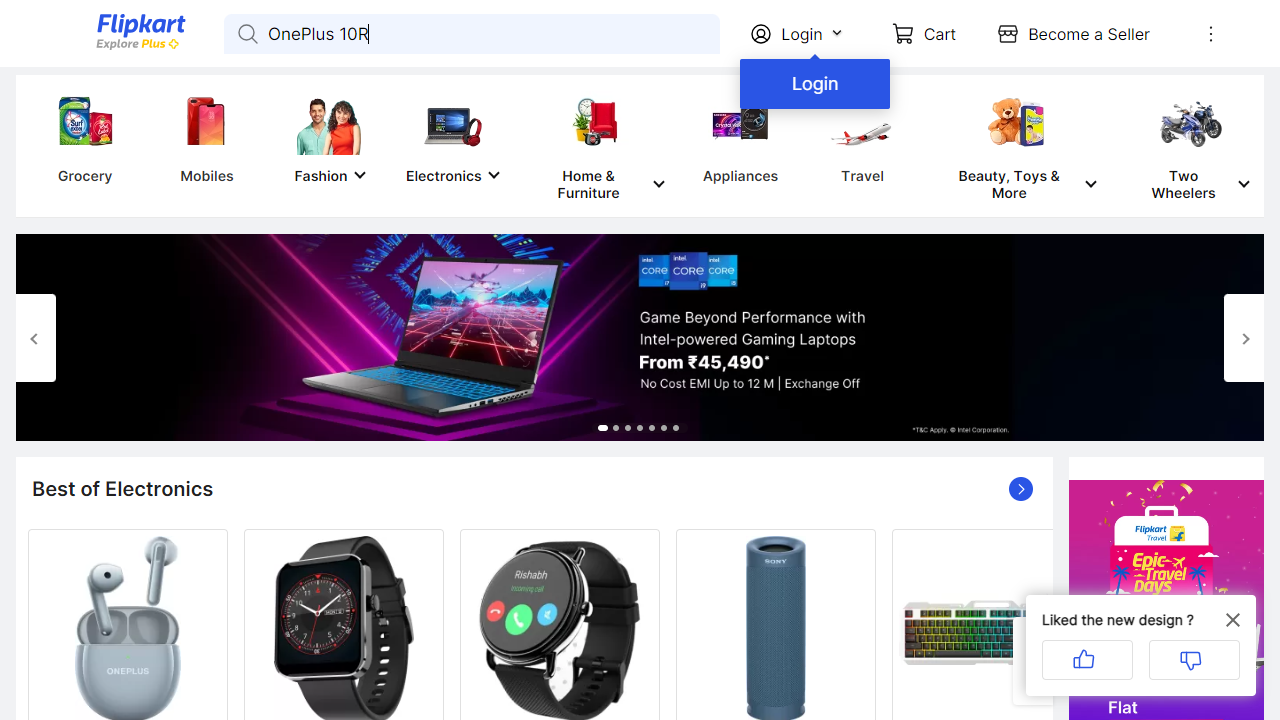 Flipkart
Explore Plus
OnePlus 10R
Login
Cart
Become a Seller
Login
Grocery
Mobiles
Fashion
Electronics
Home &
Furniture
Appliances
Travel
Beauty, Toys &
More
Two
Wheelers
intel.
CORE
i7
intel.
CORE
i9
intel.
CORE
i5
Game Beyond Performance with
Intel-powered Gaming Laptops
From ₹45,490*
No Cost EMI Up to 12 M | Exchange Off
*T&C Apply. © Intel Corporation.
Best of Electronics
ONEPLUS
Rishabh
Incoming call
SONY
Flipkart
Travel
Epic
Travel
Days
Liked the new design ?
Flat